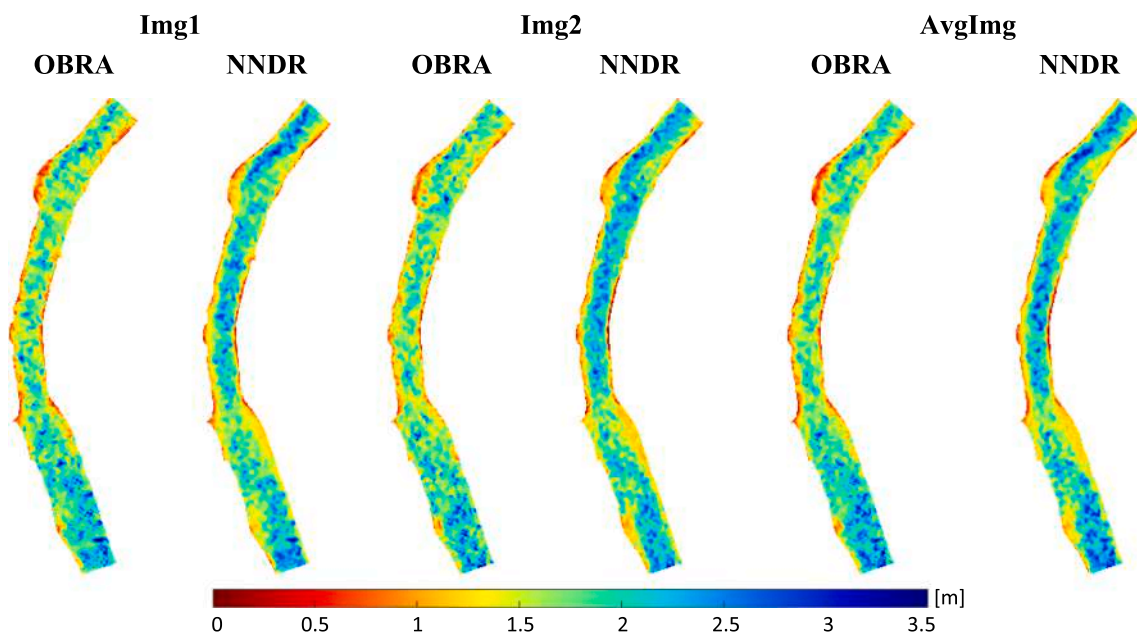 Img1 Img2 AvgImg
OBRA NNDR OBRA NNDR OBRA NNDR
[m]
0 0.5 1 1.5 2 2.5 3 3.5